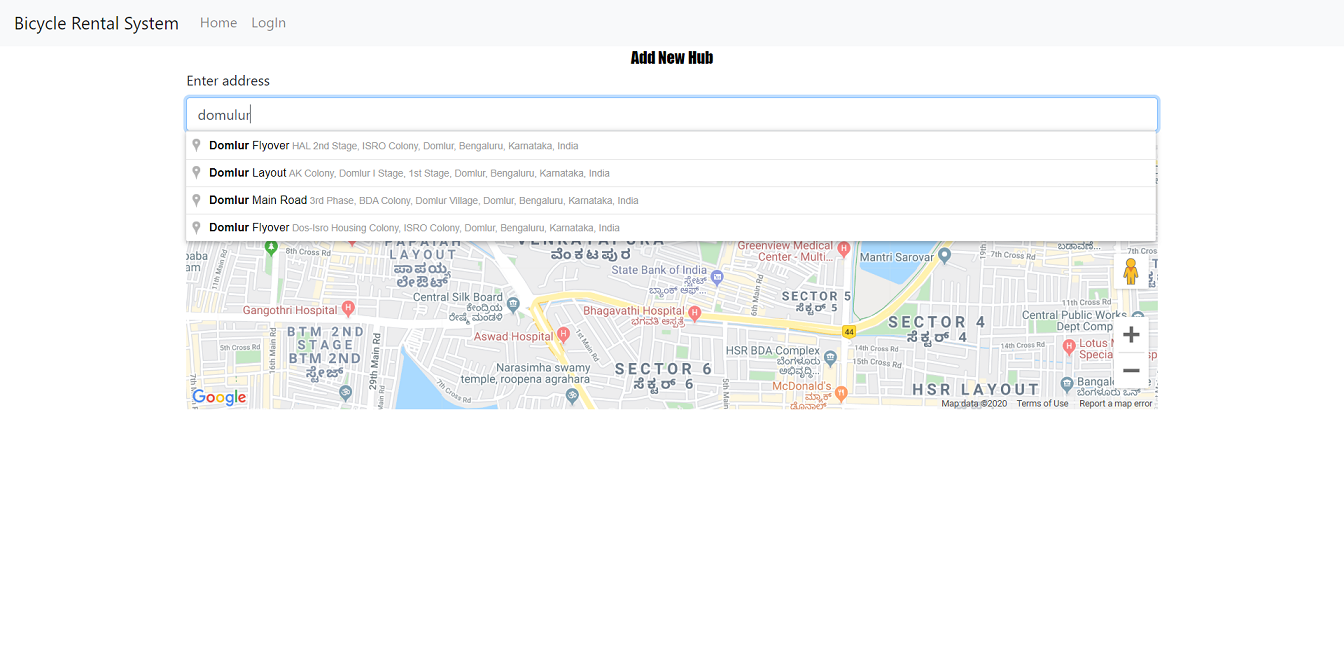 Bicycle Rental System Home LogIn
Add New Hub
Enter address
domulur
Domlur Flyover HAL 2nd Stage, ISRO Colony, Domlur, Bengaluru, Karnataka, India
Domlur Layout AK Colony, Domlur I Stage, 1st Stage, Domlur, Bengaluru, Karnataka, India
Domlur Main Road 3rd Phase, BDA Colony, Domlur Village, Domlur, Bengaluru, Karnataka, India
Domlur Flyover Dos-Isro Housing Colony, ISRO Colony, Domlur, Bengaluru, Karnataka, India
8th Cross Rd
11th Main Rd
LAYOUT
ಲೇಔಟ್
ವೆಂಕಟಪುರ
State Bank of India
Greenview Medical
Center - Multi...
Mantri Sarovar
19th Main Rd
Central Silk Board
ಕೇಂದ್ರೀಯ
ರೇಷ್ಮೆ ಮಂಡಳಿ
Gangothri Hospital
Bhagavathi Hospital
ಭಗವತಿ ಆಸ್ಪತ್ರೆ
6th Main Rd
SECTOR 5
ಸೆಕ್ಟರ್ 5
11th Cross Rd
Central Public Works
Dept Comp
SECTOR 4
ಸೆಕ್ಟರ್ 4
44
BTM 2ND
STAGE
BTM 2ND
ಸ್ಟೇಜ್
5th Cross Rd
16th Main Rd
29th Main Rd
Aswad Hospital
1st Main Rd
14th Cross Rd
15th Cross Rd
HSR BDA Complex
ಬೆಂಗಳೂರು
ಅಭಿವೃದ್ಧಿ...
Narasimha swamy
temple, roopena agrahara
SECTOR 6
ಸೆಕ್ಟರ್ 6
7th Cross Rd
McDonald's
HSR LAYOUT
Google
Map data ©2020 Terms of Use Report a map error